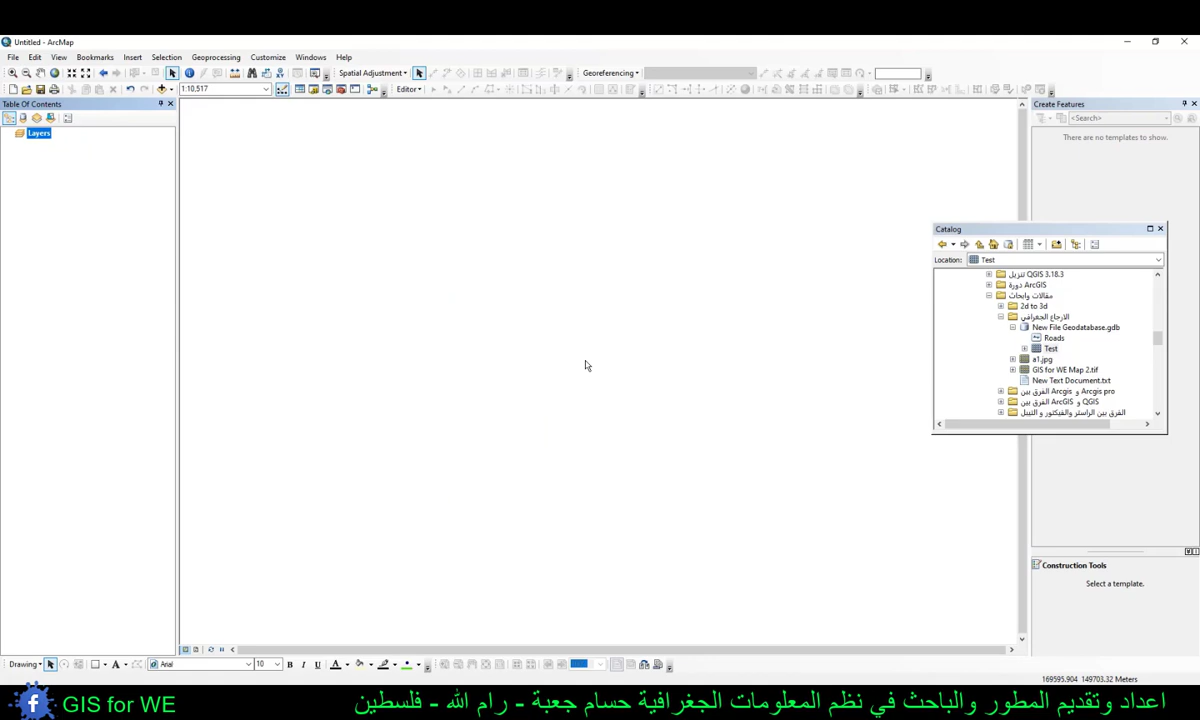 Untitled - ArcMap
File Edit View Bookmarks Insert Selection Geoprocessing Customize Windows Help
Spatial Adjustment Georeferencing
1:10,517 Editor
Table Of Contents
Layers
Create Features
<Search>
There are no templates to show.
Catalog
Location: Test
تنزيل QGIS 3.18.3
دورة ArcGIS
مقالات وابحاث
2d to 3d
الارجاع الجغرافي
New File Geodatabase.gdb
Roads
Test
a1.jpg
GIS for WE Map 2.tif
New Text Document.txt
الفرق بين Arcgis و Arcgis pro
الفرق بين ArcGIS و QGIS
الفرق بين الراستر والفيكتور و التيبل
Construction Tools
Select a template.
Drawing Arial 10 B I U A
169595.904 149703.32 Meters
GIS for WE
اعداد وتقديم المطور والباحث في نظم المعلومات الجغرافية حسام جعبة - رام الله - فلسطين